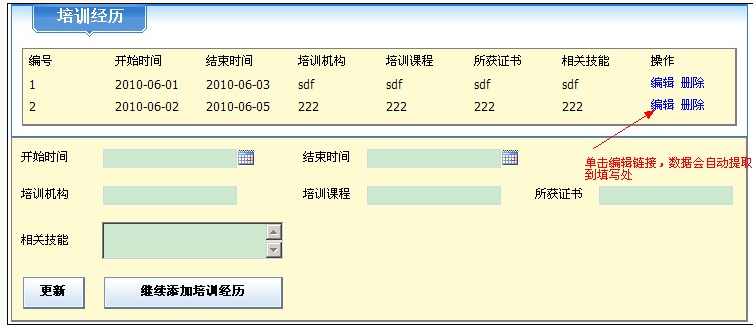 培训经历
编号 开始时间 结束时间 培训机构 培训课程 所获证书 相关技能 操作
1 2010-06-01 2010-06-03 sdf sdf sdf sdf 编辑 删除
2 2010-06-02 2010-06-05 222 222 222 222 编辑 删除
单击编辑链接，数据会自动提取
到填写处
开始时间 结束时间
培训机构 培训课程 所获证书
相关技能
更新 继续添加培训经历